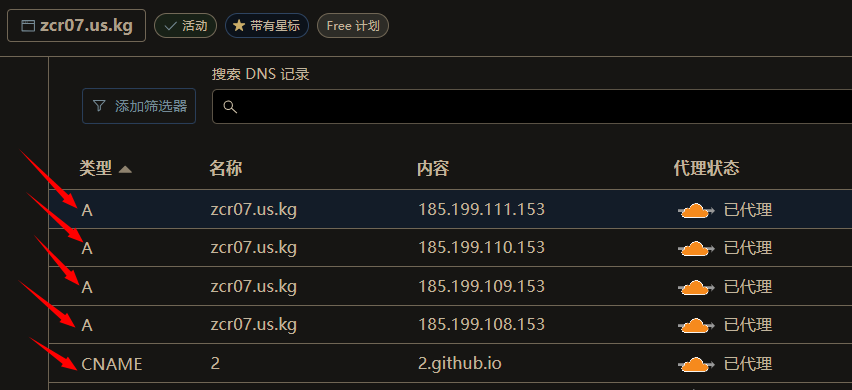 zcr07.us.kg 活动 带有星标 Free 计划
搜索 DNS 记录
添加筛选器
类型 名称 内容 代理状态
A zcr07.us.kg 185.199.111.153 已代理
A zcr07.us.kg 185.199.110.153 已代理
A zcr07.us.kg 185.199.109.153 已代理
A zcr07.us.kg 185.199.108.153 已代理
CNAME 2 2.github.io 已代理